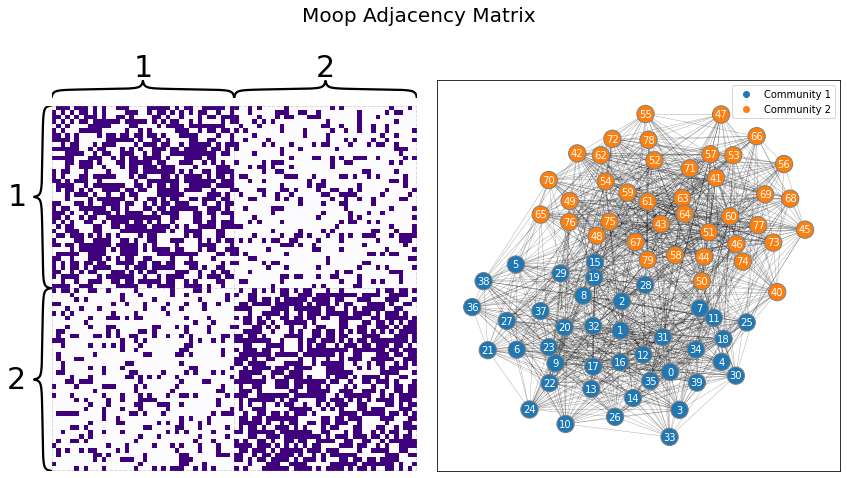 Moop Adjacency Matrix
1 2
1
2
Community 1
Community 2
55 47
66
72 78
42 62 52 57 53
71 56
70 54 41
59 69 68
49 61 63
65 76 75 64 60
43 77 45
48 51
67 46 73
58 44
79 74
15
5 29 19
38 28 50
40
8 2
36 37 7
27 11 25
20 32 1
31 18
21 6 23 34
12
9 17 16 4
0 30
22 13 35 39
14
24 3
10 26
33